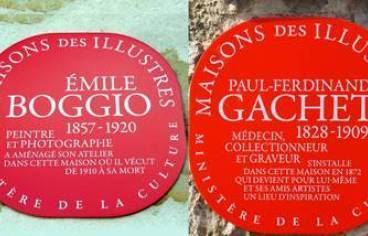 MAISONS DES ILLUSTRES
ÉMILE
BOGGIO
1857-1920
PEINTRE
ET PHOTOGRAPHE
A AMÉNAGÉ SON ATELIER
DANS CETTE MAISON OÙ IL VÉCUT
DE 1910 À SA MORT
MINISTÈRE DE LA CULTURE
MAISONS DES ILLUSTRES
PAUL-FERDINAND
GACHET
1828-1909
MÉDECIN,
COLLECTIONNEUR
ET GRAVEUR
S'INSTALLE
DANS CETTE MAISON EN 1872
QUI DEVIENT POUR LUI-MÊME
ET SES AMIS ARTISTES
UN LIEU D'INSPIRATION
MINISTÈRE DE LA CULTURE